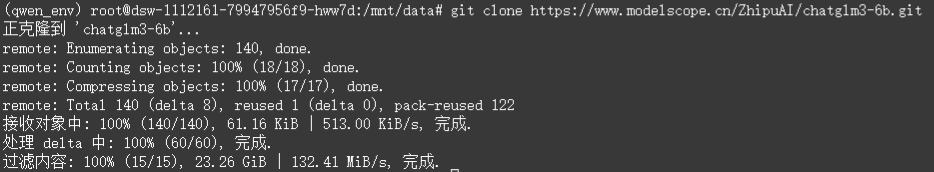 (qwen_env) root@dsw-1112161-79947956f9-hww7d:/mnt/data# git clone https://www.modelscope.cn/ZhipuAI/chatglm3-6b.git
正克隆到 'chatglm3-6b'...
remote: Enumerating objects: 140, done.
remote: Counting objects: 100% (18/18), done.
remote: Compressing objects: 100% (17/17), done.
remote: Total 140 (delta 8), reused 1 (delta 0), pack-reused 122
接收对象中: 100% (140/140), 61.16 KiB | 513.00 KiB/s, 完成.
处理 delta 中: 100% (60/60), 完成.
过滤内容: 100% (15/15), 23.26 GiB | 132.41 MiB/s, 完成.